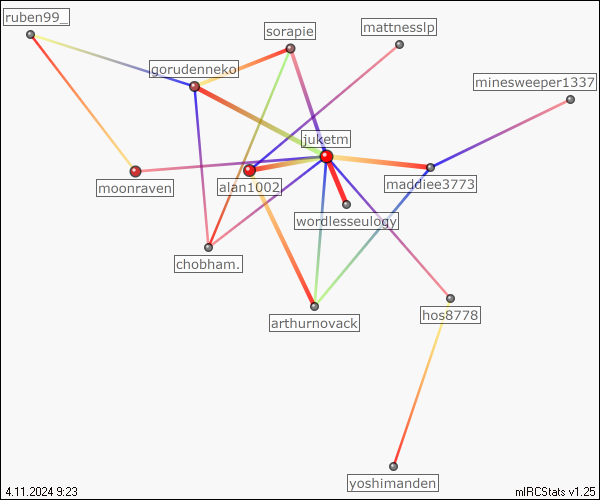 ruben99_
sorapie
mattnesslp
gorudenneko
minesweeper1337
juketm
moonraven
alan1002
maddiee3773
wordlesseulogy
chobham.
arthurnovack
hos8778
yoshimanden
4.11.2024 9:23
mIRCStats v1.25